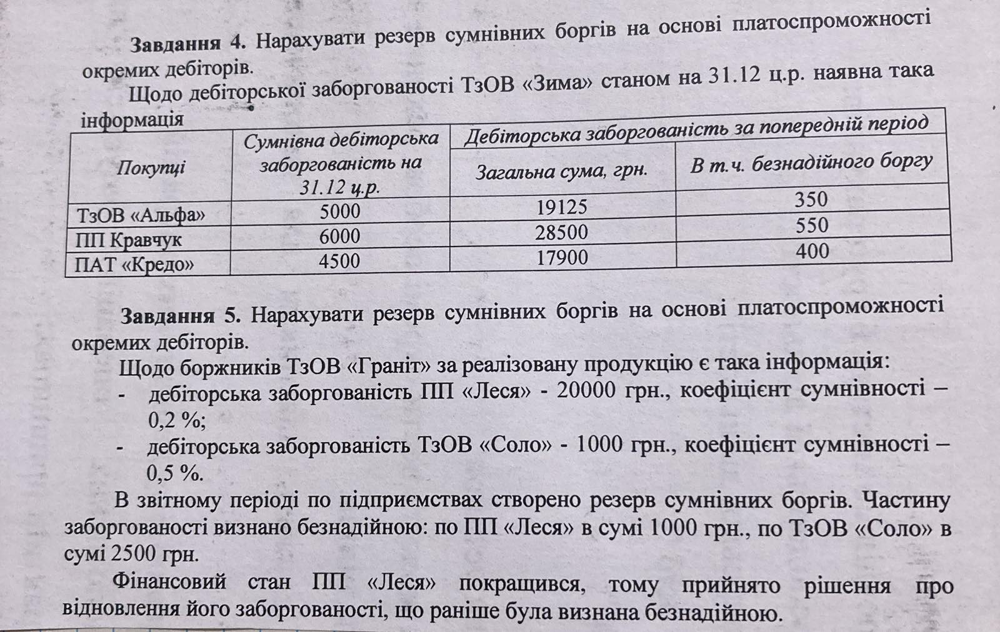 Завдання 4. Нарахувати резерв сумнівних боргів на основі платоспроможності
окремих дебіторів.
Щодо дебіторської заборгованості ТзОВ «Зима» станом на 31.12 ц.р. наявна така
інформація
Покупці
Сумнівна дебіторська
заборгованість на
31.12 ц.р.
Дебіторська заборгованість за попередній період
Загальна сума, грн.
В т.ч. безнадійного боргу
ТзОВ «Альфа» 5000 19125 350
ПП Кравчук 6000 28500 550
ПАТ «Кредо» 4500 17900 400
Завдання 5. Нарахувати резерв сумнівних боргів на основі платоспроможності
окремих дебіторів.
Щодо боржників ТзОВ «Граніт» за реалізовану продукцію є така інформація:
- дебіторська заборгованість ПП «Леся» - 20000 грн., коефіцієнт сумнівності –
0,2 %;
- дебіторська заборгованість ТзОВ «Соло» - 1000 грн., коефіцієнт сумнівності –
0,5 %.
В звітному періоді по підприємствах створено резерв сумнівних боргів. Частину
заборгованості визнано безнадійною: по ПП «Леся» в сумі 1000 грн., по ТзОВ «Соло» в
сумі 2500 грн.
Фінансовий стан ПП «Леся» покращився, тому прийнято рішення про
відновлення його заборгованості, що раніше була визнана безнадійною.